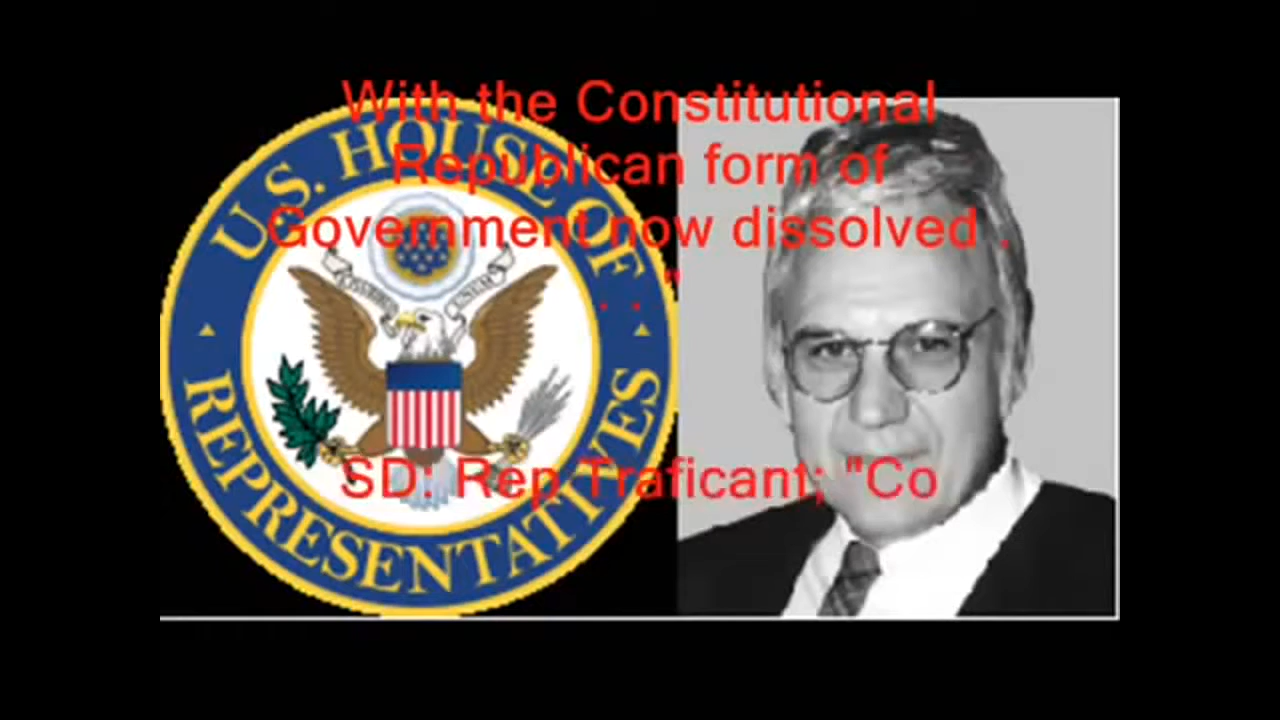 With the Constitutional
Republican form of
Government now dissolved .
. . "
SD: Rep Traficant; "Co
U.S. HOUSE OF
REPRESENTATIVES